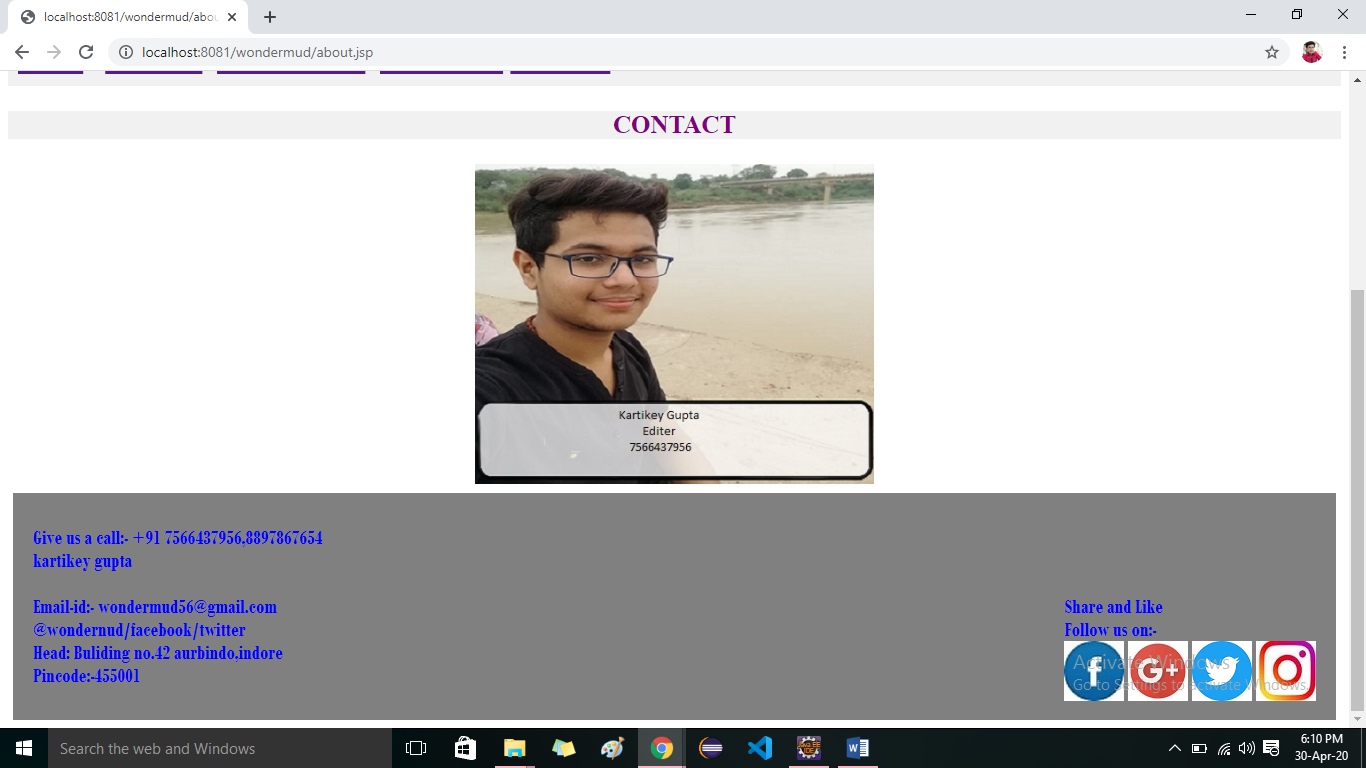 localhost:8081/wondermud/abou
localhost:8081/wondermud/about.jsp
CONTACT
Kartikey Gupta
Editer
7566437956
Give us a call:- +91 7566437956,8897867654
kartikey gupta
Email-id:- wondermud56@gmail.com
@wondernud/facebook/twitter
Head: Buliding no.42 aurbindo,indore
Pincode:-455001
Share and Like
Follow us on:-
f G+
Activate Windows
Go to Settings to activate Windows.
Search the web and Windows
Java EE
IDE
W
6:10 PM
30-Apr-20